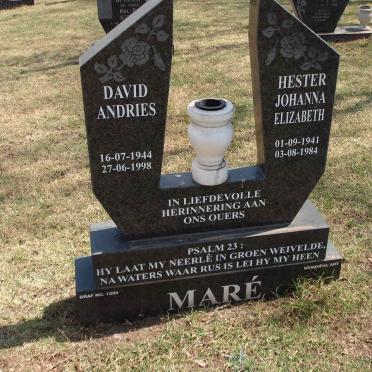 DAVID
ANDRIES
16-07-1944
27-06-1998
HESTER
JOHANNA
ELIZABETH
01-09-1941
03-08-1984
IN LIEFDEVOLLE
HERINNERING AAN
ONS OUERS
PSALM 23 :
HY LAAT MY NEERLÊ IN GROEN WEIVELDE,
NA WATERS WAAR RUS IS LEI HY MY HEEN
GRAF NO.
MARÉ